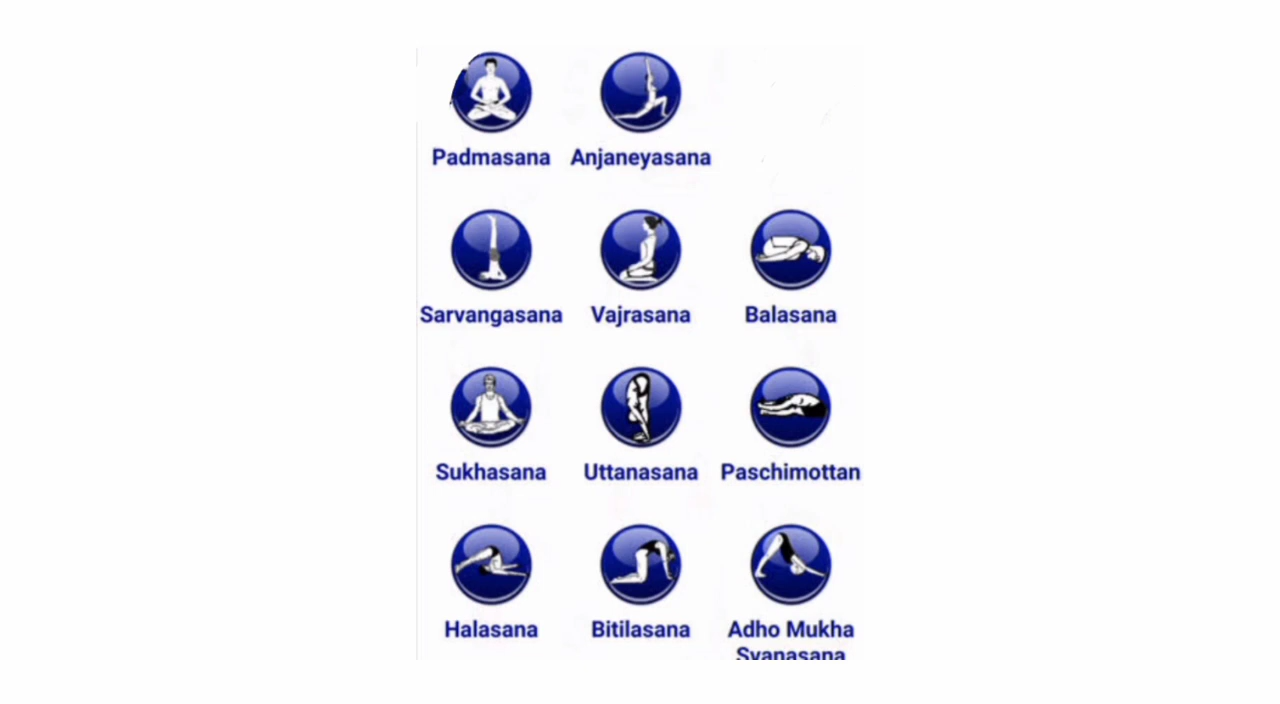 Padmasana Anjaneyasana
Sarvangasana Vajrasana Balasana
Sukhasana Uttanasana Paschimottan
Halasana Bitilasana Adho Mukha
Svanasana